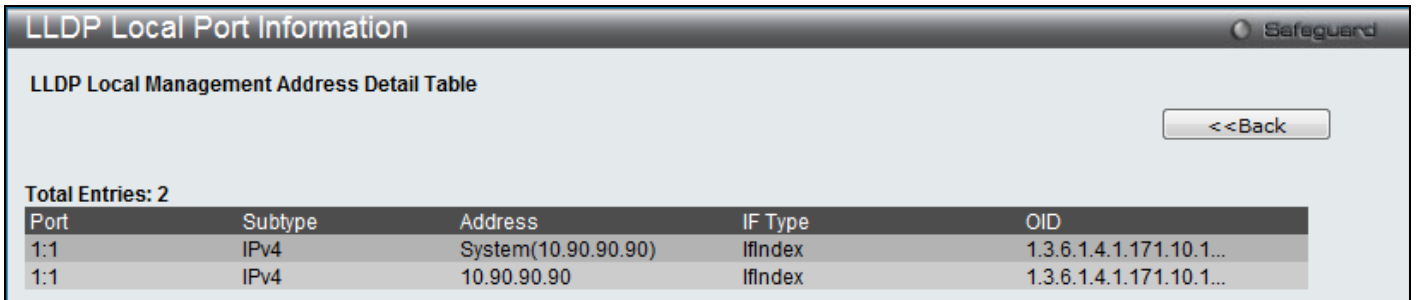 LLDP Local Port Information
Safeguard
LLDP Local Management Address Detail Table
<<Back
Total Entries: 2
Port Subtype Address IF Type OID
1:1 IPv4 System(10.90.90.90) IfIndex 1.3.6.1.4.1.171.10.1...
1:1 IPv4 10.90.90.90 IfIndex 1.3.6.1.4.1.171.10.1...